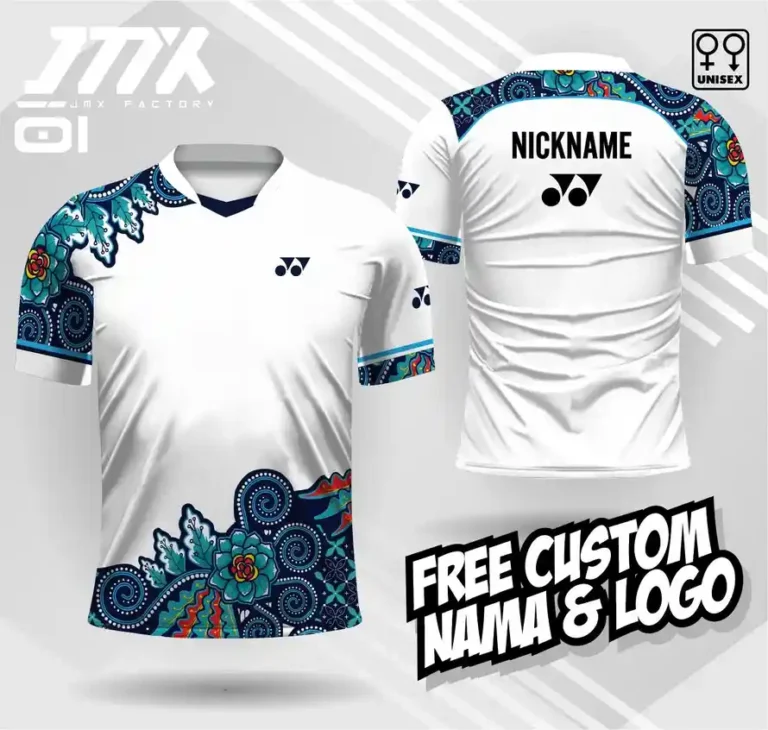 JMX
JMX FACTORY
01
UNISEX
NICKNAME
FREE CUSTOM
NAMA & LOGO